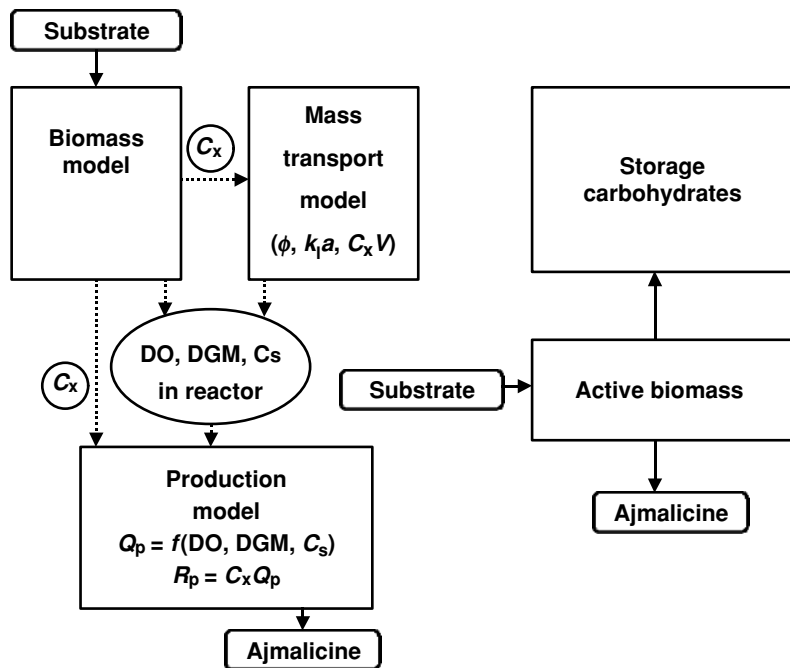 Substrate
Biomass
model
Cx
Mass
transport
model
(ϕ, kla, CxV)
Cx
DO, DGM, Cs
in reactor
Production
model
Qp = f(DO, DGM, Cs)
Rp = CxQp
Ajmalicine
Storage
carbohydrates
Substrate
Active biomass
Ajmalicine